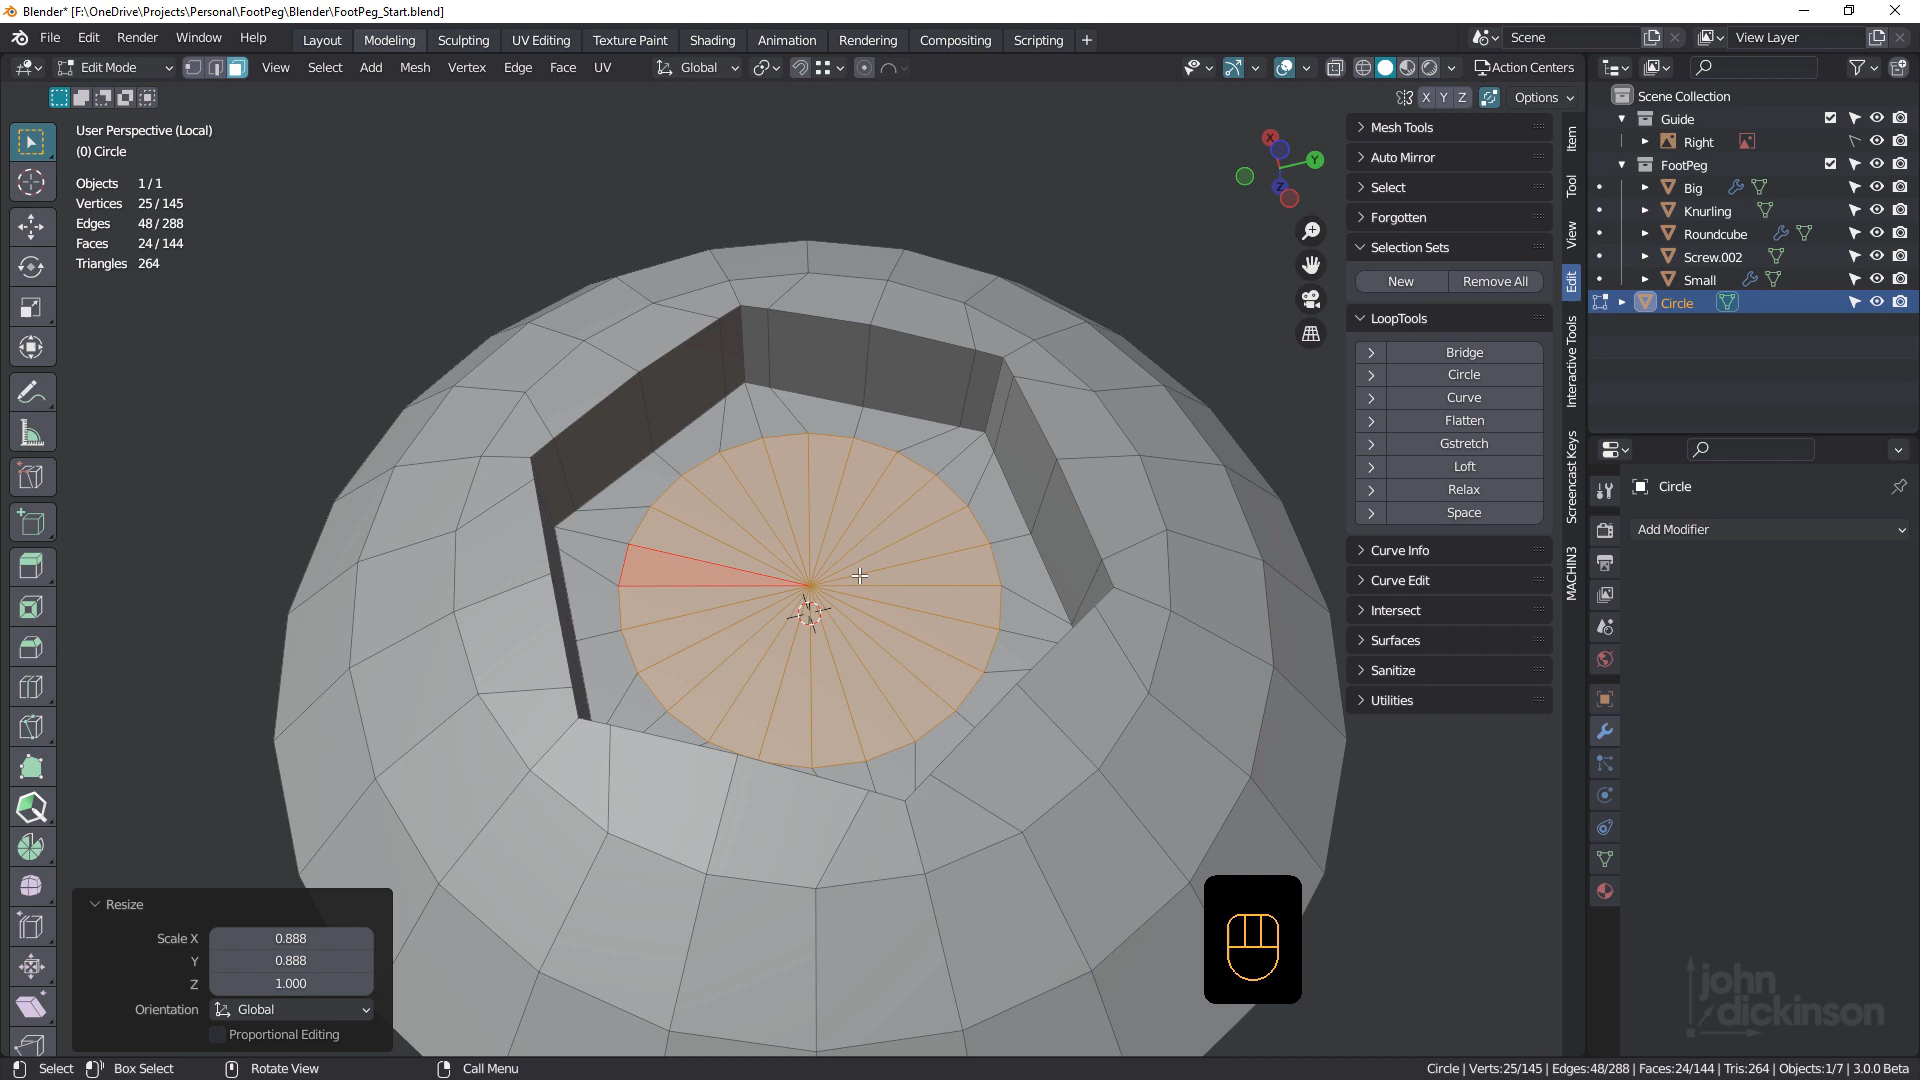 Blender* [F:\OneDrive\Projects\Personal\FootPeg\Blender\FootPeg_Start.blend]
File Edit Render Window Help Layout Modeling Sculpting UV Editing Texture Paint Shading Animation Rendering Compositing Scripting + Scene View Layer
Edit Mode View Select Add Mesh Vertex Edge Face UV Global Action Centers
X Y Z Options
User Perspective (Local)
(0) Circle
Objects 1 / 1
Vertices 25 / 145
Edges 48 / 288
Faces 24 / 144
Triangles 264
X
Y
Z
Mesh Tools
Auto Mirror
Select
Forgotten
Selection Sets
New Remove All
LoopTools
Bridge
Circle
Curve
Flatten
Gstretch
Loft
Relax
Space
Curve Info
Curve Edit
Intersect
Surfaces
Sanitize
Utilities
Item
Tool
View
Edit
Interactive Tools
Screencast Keys
MACHIN3
Scene Collection
Guide
Right
FootPeg
Big
Knurling
Roundcube
Screw.002
Small
Circle
Circle
Add Modifier
Resize
Scale X 0.888
Y 0.888
Z 1.000
Orientation Global
Proportional Editing
john
dickinson
Select Box Select Rotate View Call Menu Circle | Verts:25/145 | Edges:48/288 | Faces:24/144 | Tris:264 | Objects:1/7 | 3.0.0 Beta